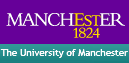 MANCHESTER
1824
The University of Manchester